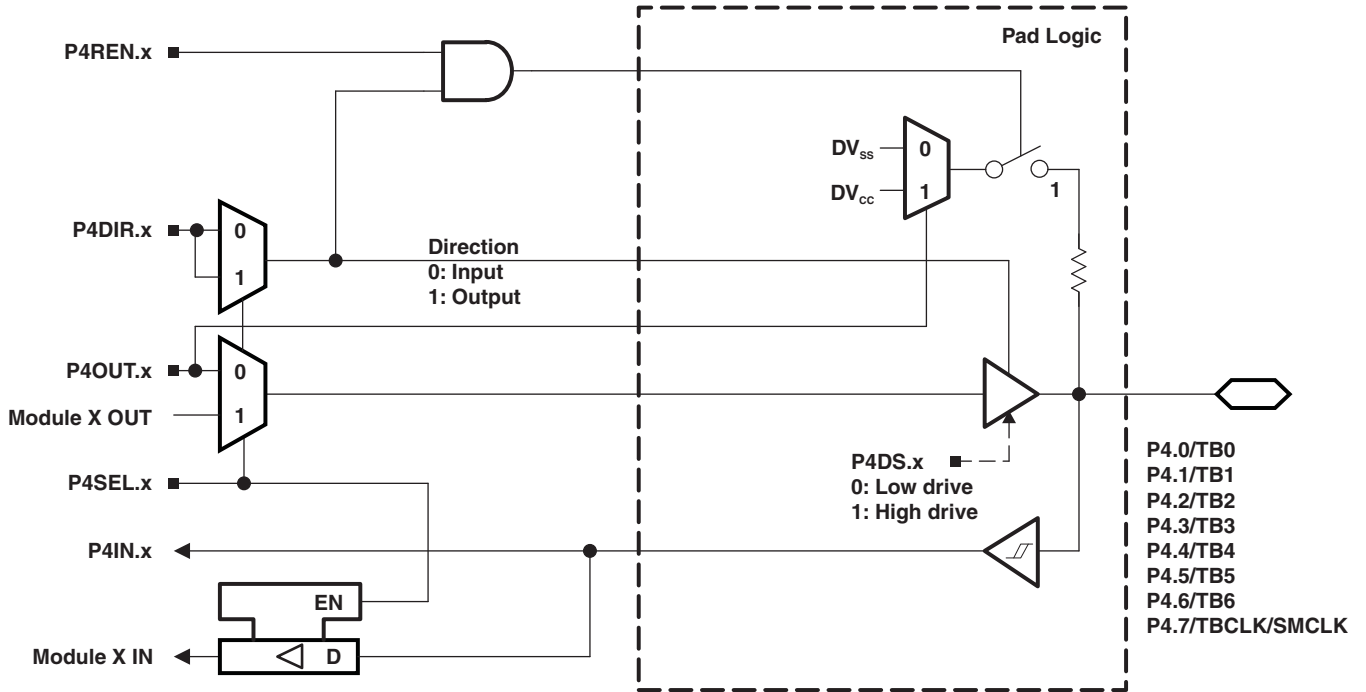 Pad Logic
P4REN.x
DVSS
0
DVCC
1
1
P4DIR.x
0
1
Direction
0: Input
1: Output
P4OUT.x
0
Module X OUT
1
P4DS.x
0: Low drive
1: High drive
P4SEL.x
P4IN.x
EN
Module X IN
D
P4.0/TB0
P4.1/TB1
P4.2/TB2
P4.3/TB3
P4.4/TB4
P4.5/TB5
P4.6/TB6
P4.7/TBCLK/SMCLK